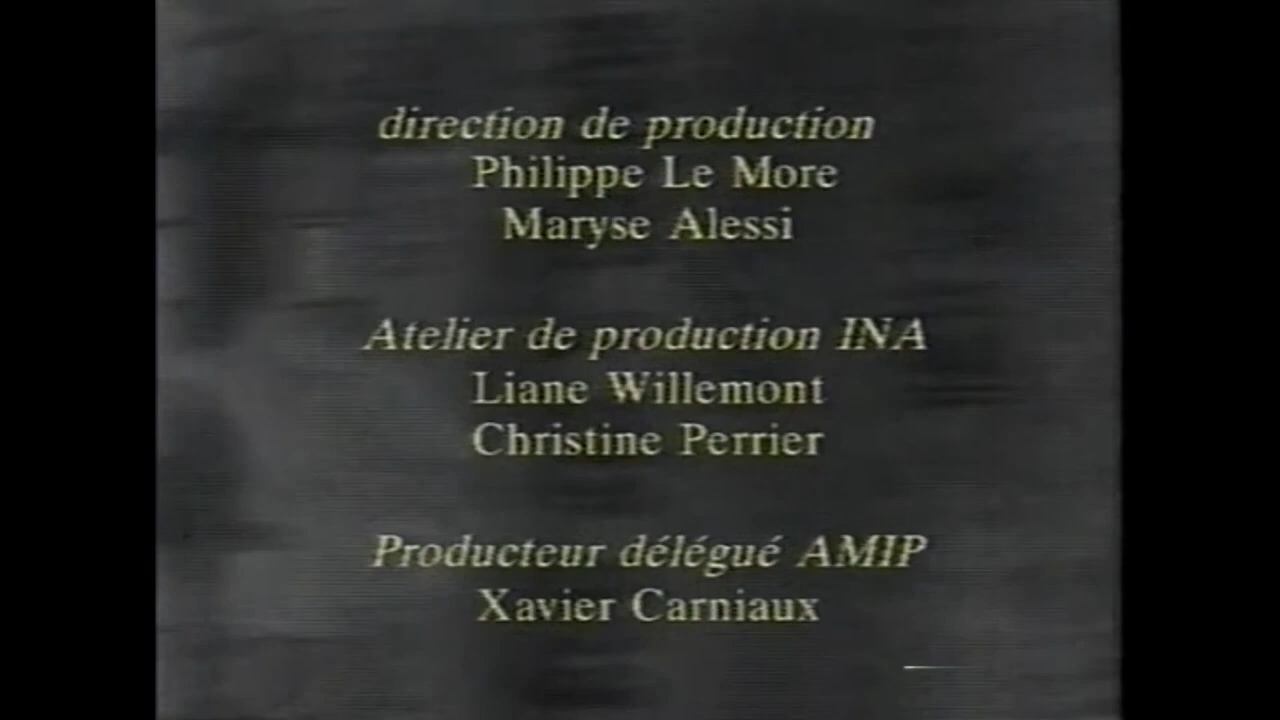 direction de production
Philippe Le More
Maryse Alessi
Atelier de production INA
Liane Willemont
Christine Perrier
Producteur délégué AMIP
Xavier Carniaux